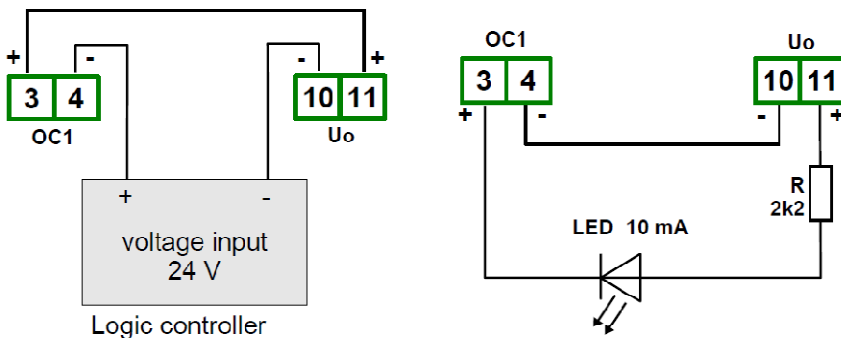 + - - +
3 4 10 11
OC1 Uo
+ -
voltage input
24 V
Logic controller
OC1 Uo
3 4 10 11
+ - - +
R
2k2
LED 10 mA